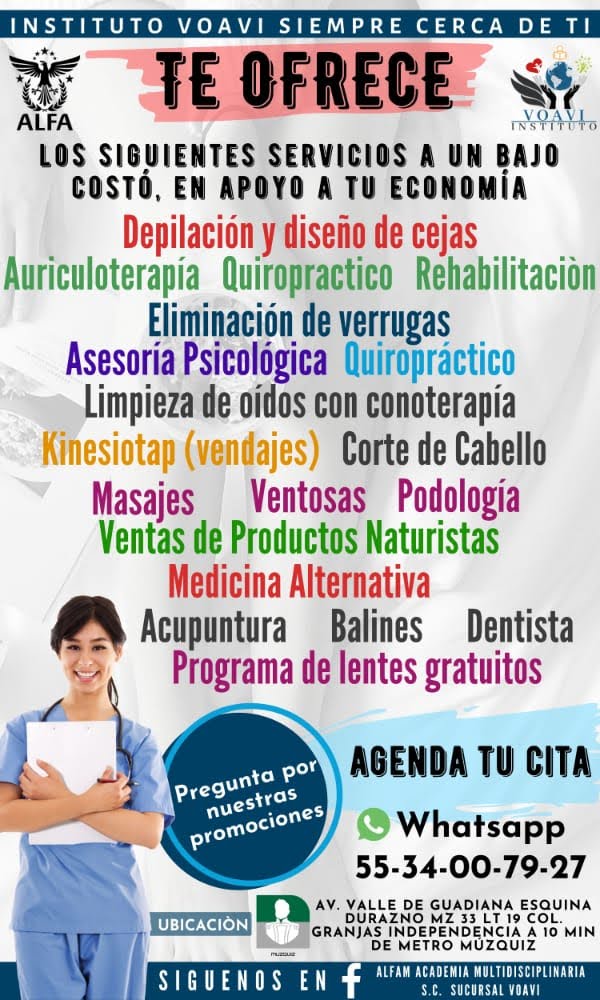 INSTITUTO VOAVI SIEMPRE CERCA DE TI
ALFA
TE OFRECE
VOAVI
INSTITUTO
LOS SIGUIENTES SERVICIOS A UN BAJO
COSTÓ, EN APOYO A TU ECONOMÍA
Depilación y diseño de cejas
Auriculoterapía Quiropractico Rehabilitaciòn
Eliminación de verrugas
Asesoría Psicológica Quiropráctico
Limpieza de oídos con conoterapía
Kinesiotap (vendajes) Corte de Cabello
Masajes Ventosas Podología
Ventas de Productos Naturistas
Medicina Alternativa
Acupuntura Balines Dentista
Programa de lentes gratuitos
Pregunta por
nuestras
promociones
AGENDA TU CITA
Whatsapp
55-34-00-79-27
UBICACIÒN
MUZQUIZ
AV. VALLE DE GUADIANA ESQUINA
DURAZNO MZ 33 LT 19 COL.
GRANJAS INDEPENDENCIA A 10 MIN
DE METRO MÚZQUIZ
SIGUENOS EN f
ALFAM ACADEMIA MULTIDISCIPLINARIA
S.C. SUCURSAL VOAVI